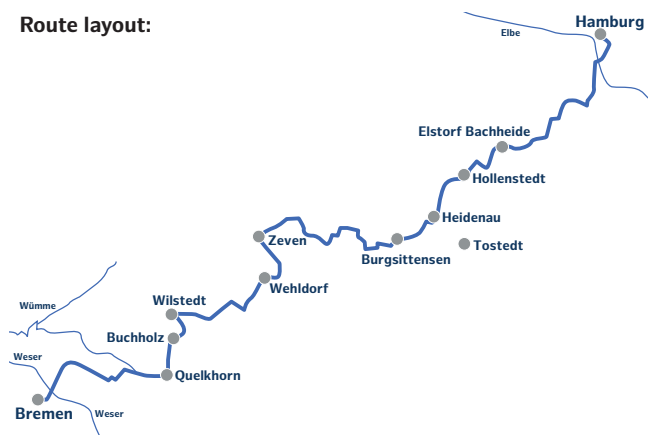 Route layout:
Hamburg
Elbe
Elstorf Bachheide
Hollenstedt
Heidenau
Zeven
Tostedt
Burgsittensen
Wehldorf
Wilstedt
Wümme
Buchholz
Weser
Quelkhorn
Bremen
Weser